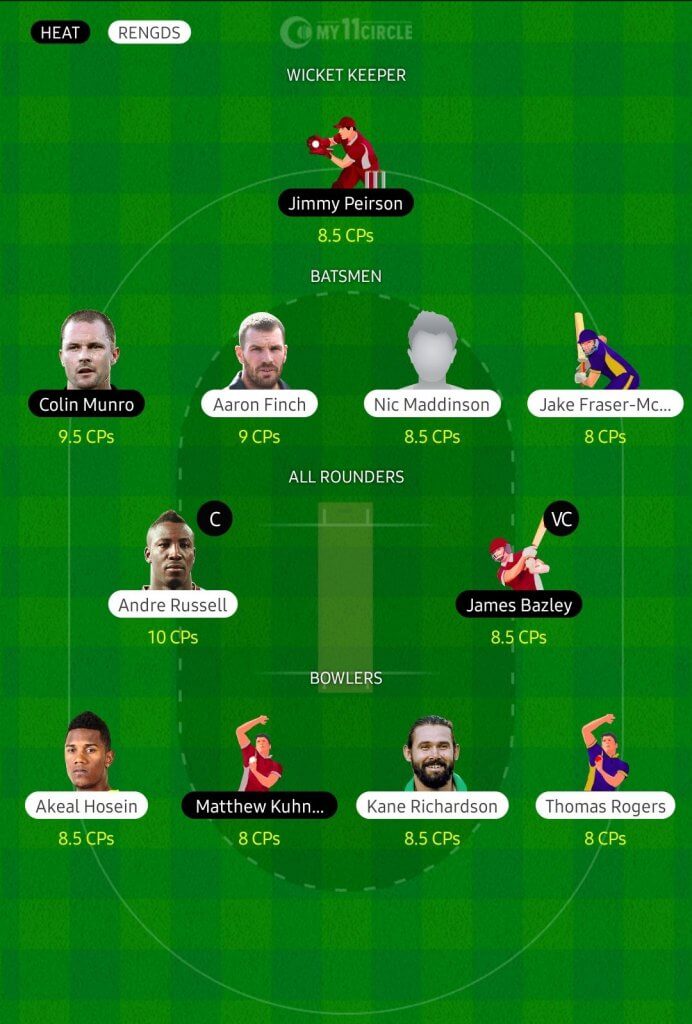 HEAT RENGDS MY11CIRCLE
WICKET KEEPER
Jimmy Peirson
8.5 CPs
BATSMEN
Colin Munro Aaron Finch Nic Maddinson Jake Fraser-Mc...
9.5 CPs 9 CPs 8.5 CPs 8 CPs
ALL ROUNDERS
C VC
Andre Russell James Bazley
10 CPs 8.5 CPs
BOWLERS
Akeal Hosein Matthew Kuhn... Kane Richardson Thomas Rogers
8.5 CPs 8 CPs 8.5 CPs 8 CPs